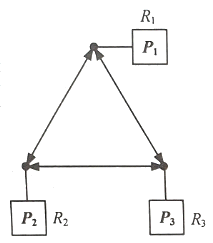 R₁
P₁
P₂ R₂
P₃ R₃